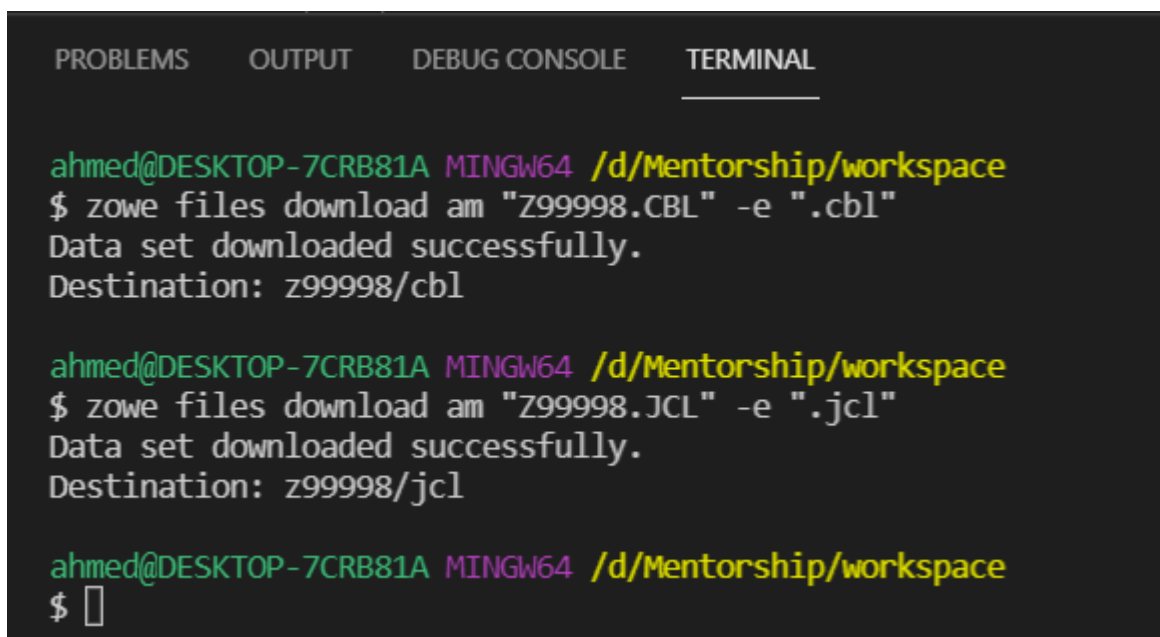 PROBLEMS OUTPUT DEBUG CONSOLE TERMINAL
ahmed@DESKTOP-7CRB81A MINGW64 /d/Mentorship/workspace
$ zowe files download am "Z99998.CBL" -e ".cbl"
Data set downloaded successfully.
Destination: z99998/cbl
ahmed@DESKTOP-7CRB81A MINGW64 /d/Mentorship/workspace
$ zowe files download am "Z99998.JCL" -e ".jcl"
Data set downloaded successfully.
Destination: z99998/jcl
ahmed@DESKTOP-7CRB81A MINGW64 /d/Mentorship/workspace
$